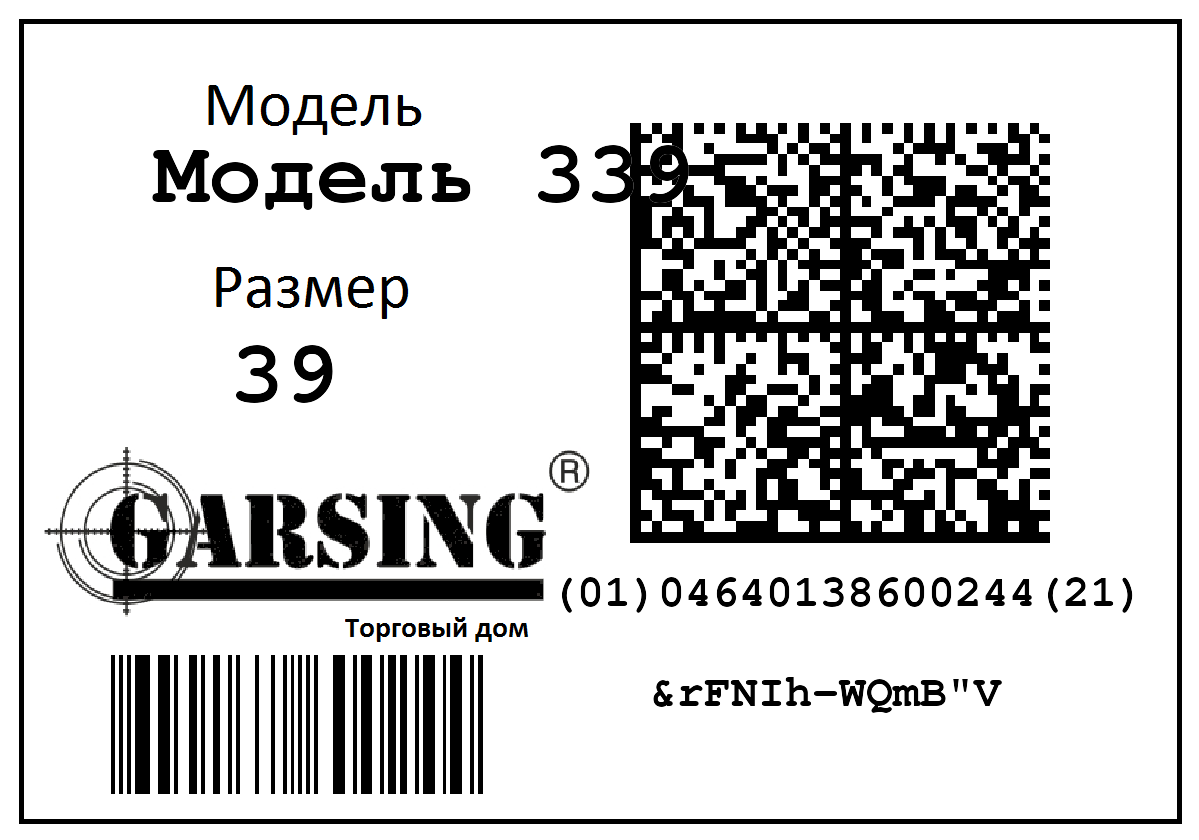 Модель
Модель 339
Размер
39
GARSING®
Торговый дом
(01)04640138600244(21)
&rFNIh-WQmB"V